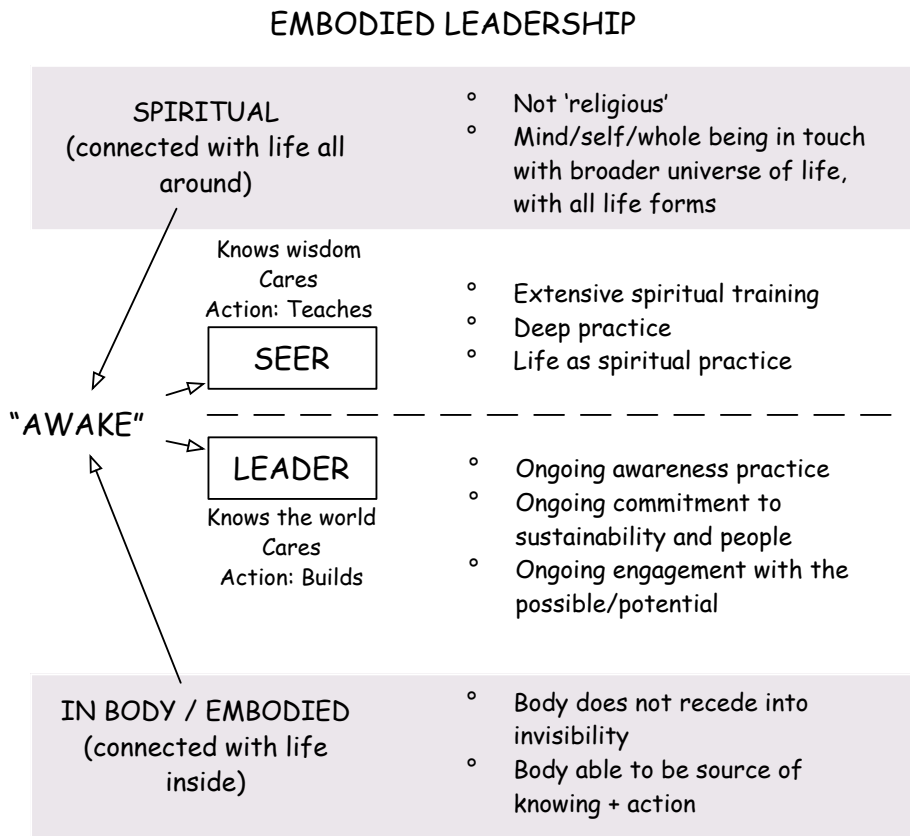 EMBODIED LEADERSHIP
SPIRITUAL
(connected with life all
around)
° Not ‘religious’
° Mind/self/whole being in touch
with broader universe of life,
with all life forms
Knows wisdom
Cares
Action: Teaches
SEER
° Extensive spiritual training
° Deep practice
° Life as spiritual practice
“AWAKE”
LEADER
Knows the world
Cares
Action: Builds
° Ongoing awareness practice
° Ongoing commitment to
sustainability and people
° Ongoing engagement with the
possible/potential
IN BODY / EMBODIED
(connected with life
inside)
° Body does not recede into
invisibility
° Body able to be source of
knowing + action